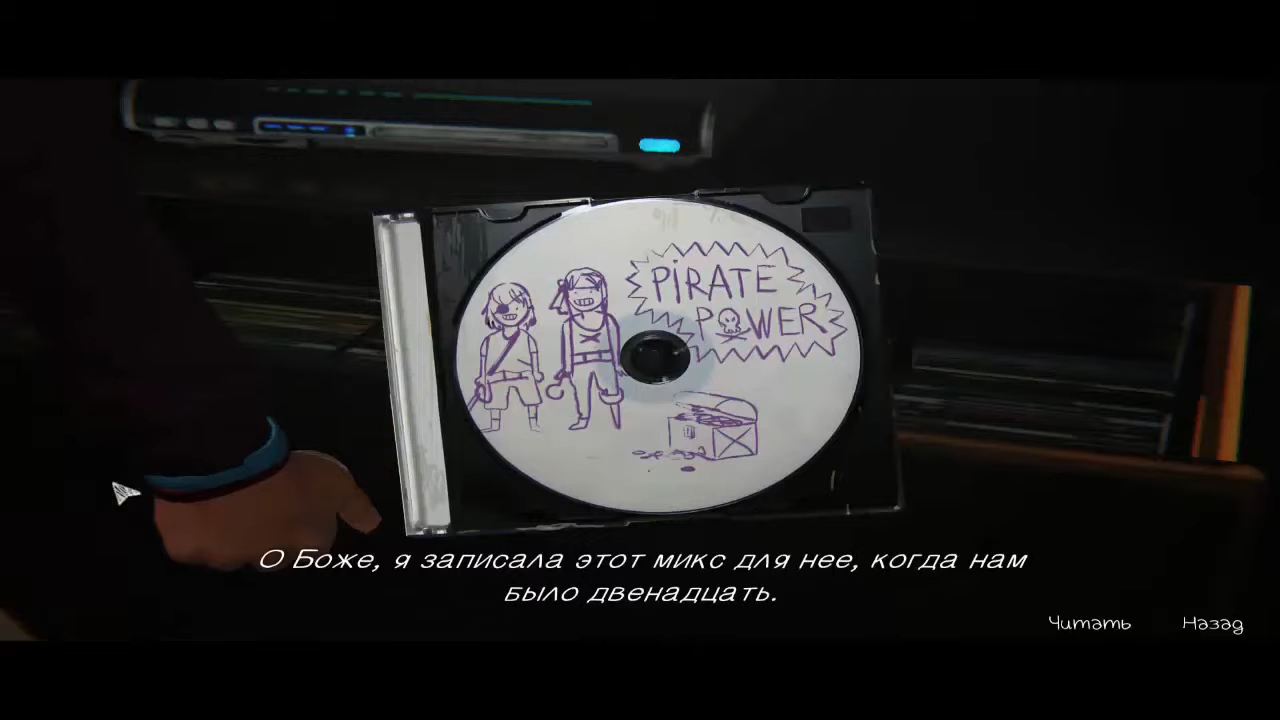 PiRATE
POWER
О Боже, я записала этот микс для нее, когда нам
было двенадцать.
Читать
Назад